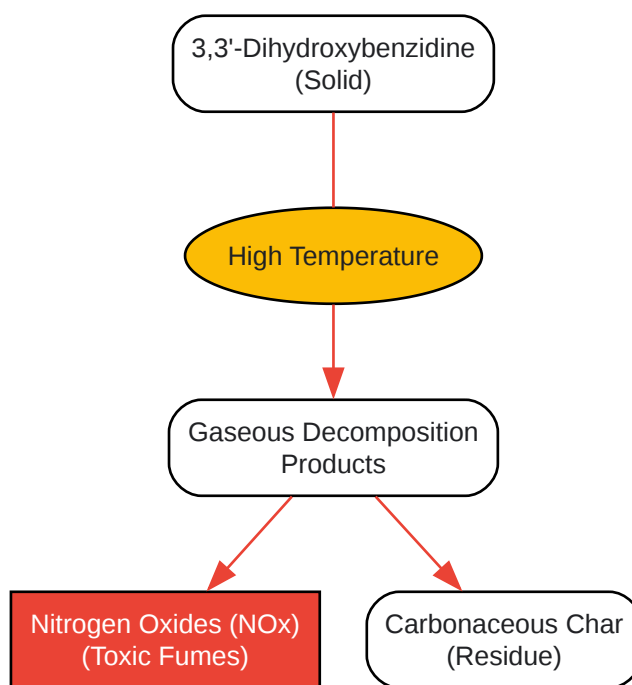 3,3'-Dihydroxybenzidine
(Solid)
High Temperature
Gaseous Decomposition
Products
Nitrogen Oxides (NOx)
(Toxic Fumes)
Carbonaceous Char
(Residue)